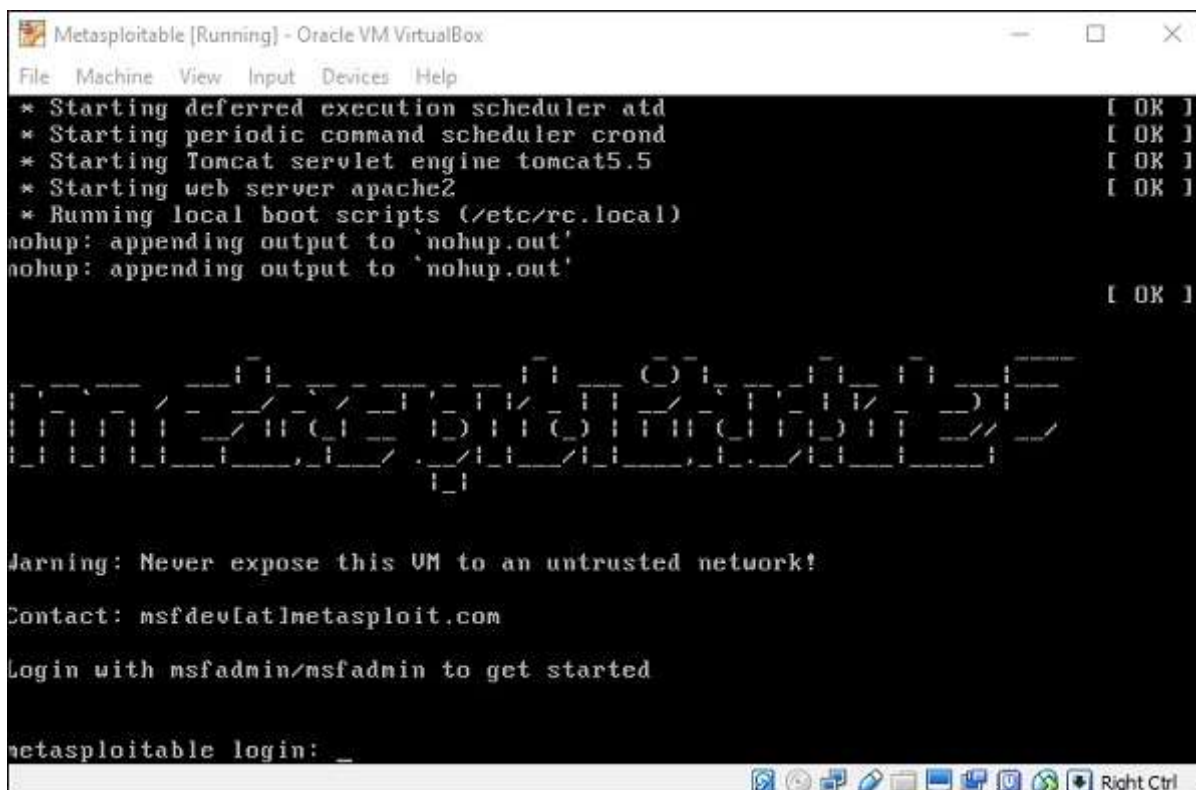 Metasploitable [Running] - Oracle VM VirtualBox
File Machine View Input Devices Help
* Starting deferred execution scheduler atd [ OK ]
* Starting periodic command scheduler crond [ OK ]
* Starting Tomcat servlet engine tomcat5.5 [ OK ]
* Starting web server apache2 [ OK ]
* Running local boot scripts (/etc/rc.local)
nohup: appending output to `nohup.out'
nohup: appending output to `nohup.out'
[ OK ]
metasploitable2
Warning: Never expose this VM to an untrusted network!
Contact: msfdev[at]metasploit.com
Login with msfadmin/msfadmin to get started
metasploitable login: _
Right Ctrl